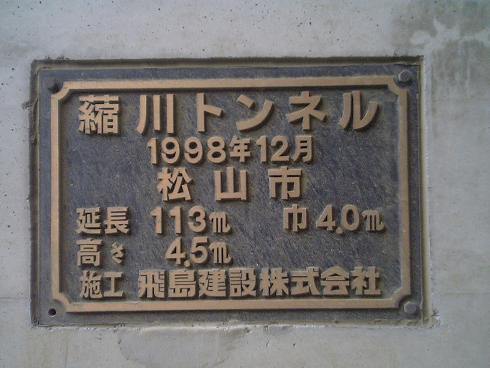 川トンネル
1998年12月
松山市
延長 113m 巾 4.0m
高さ 4.5m
施工 飛島建設株式会社